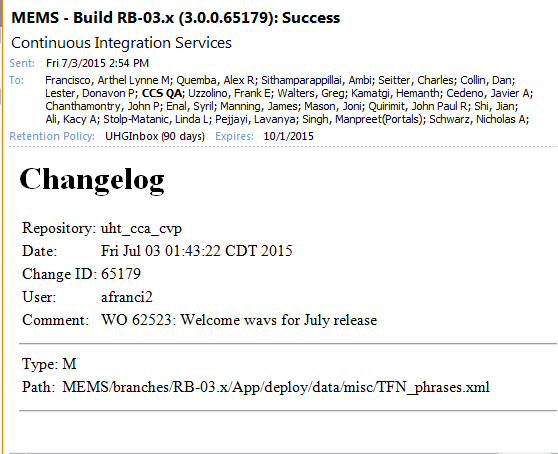 MEMS - Build RB-03.x (3.0.0.65179): Success
Continuous Integration Services
Sent: Fri 7/3/2015 2:54 PM
To: Francisco, Arthel Lynne M; Quemba, Alex R; Sithamparappillai, Ambi; Seitter, Charles; Collin, Dan;
Lester, Donavon P; CCS QA; Uzzolino, Frank E; Walters, Greg; Kamatgi, Hemanth; Cedeno, Javier A;
Chanthamontry, John P; Enal, Syril; Manning, James; Mason, Joni; Quirimit, John Paul R; Shi, Jian;
Ali, Kacy A; Stolp-Matanic, Linda L; Pejjayi, Lavanya; Singh, Manpreet(Portals); Schwarz, Nicholas A;
Retention Policy: UHGInbox (90 days) Expires: 10/1/2015
Changelog
Repository: uht_cca_cvp
Date: Fri Jul 03 01:43:22 CDT 2015
Change ID: 65179
User: afranci2
Comment: WO 62523: Welcome wavs for July release
Type: M
Path: MEMS/branches/RB-03.x/App/deploy/data/misc/TFN_phrases.xml